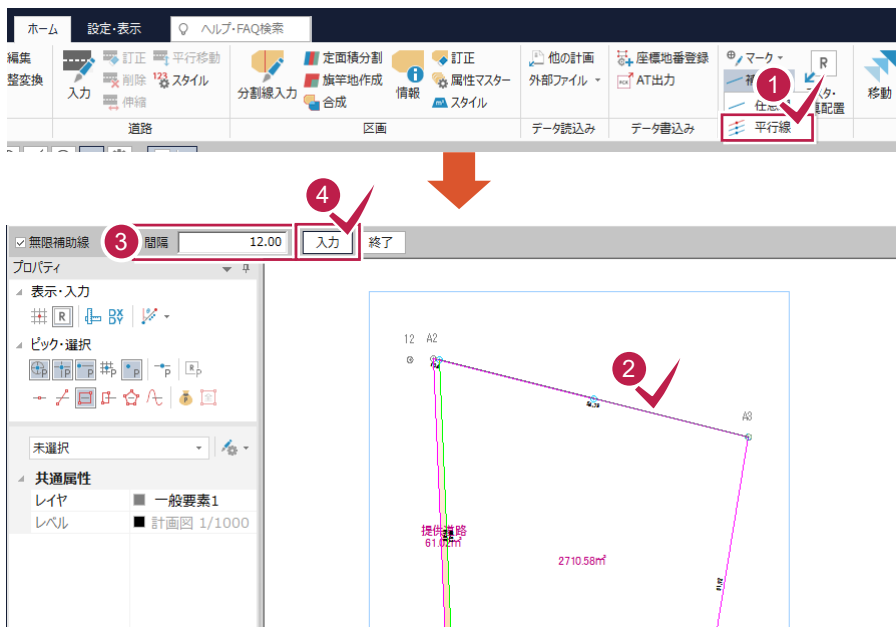 ホーム 設定・表示 ヘルプ・FAQ検索
編集 訂正 平行移動 定面積分割 訂正 他の計画 座標地番登録 マーク R
整変換 入力 削除 スタイル 分割線入力 旗竿地作成 情報 属性マスター 外部ファイル AT出力 補 1 移動
伸縮 合成 スタイル 配置
道路 区画 データ読込み データ書込み 平行線
4
無限補助線 3 間隔 12.00 入力 終了
プロパティ
表示・入力
R DX DY
ピック・選択
P P P P P P R P
未選択
共通属性
レイヤ 一般要素1
レベル 計画図 1/1000
12 A2
2
A3
提供道路
61.02㎡
2710.58㎡